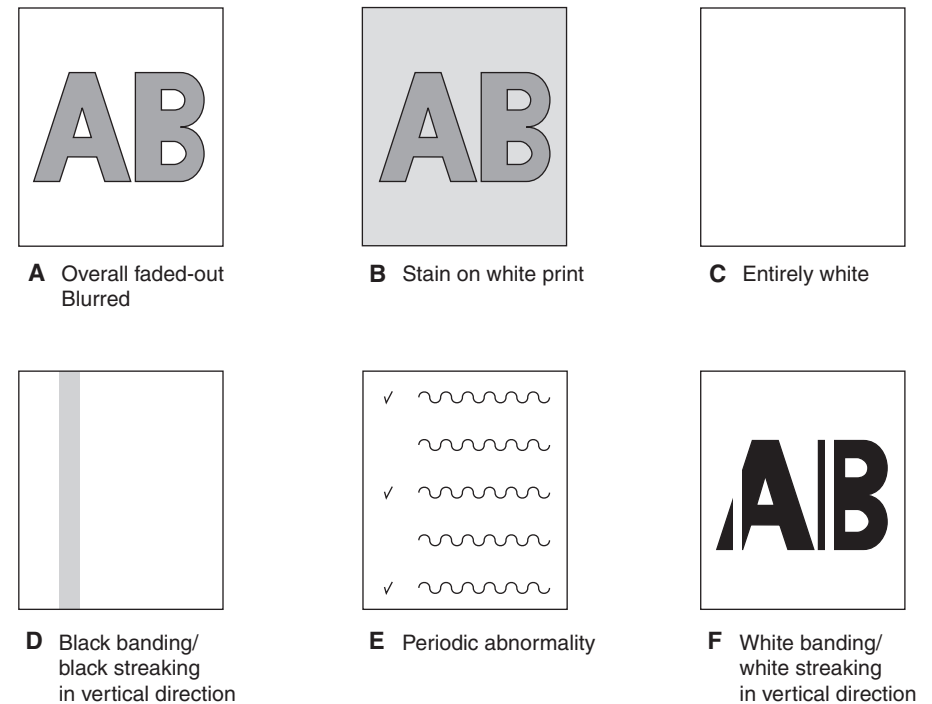 AB
AB
A Overall faded-out
Blurred
B Stain on white print
C Entirely white
AB
D Black banding/
black streaking
in vertical direction
E Periodic abnormality
F White banding/
white streaking
in vertical direction